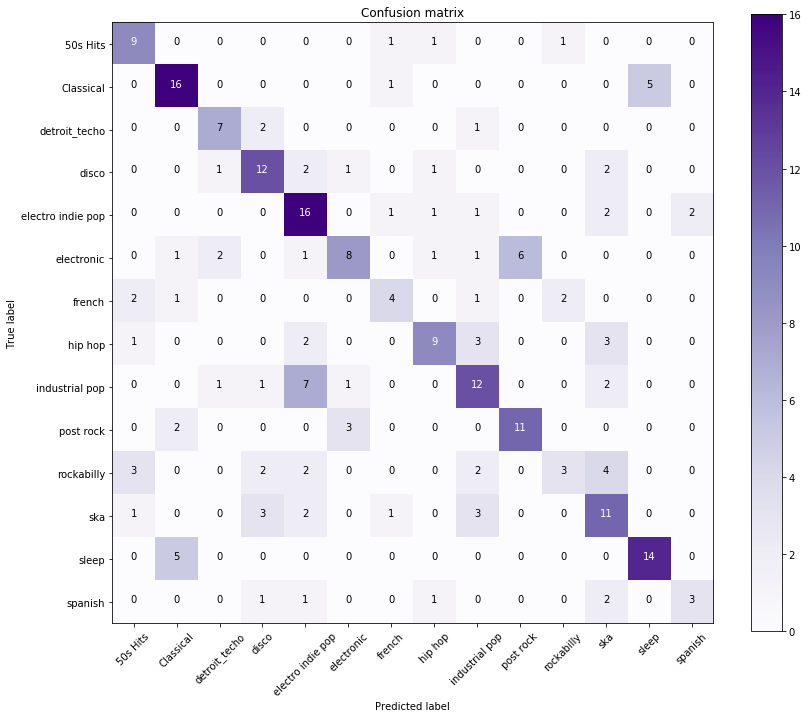 Confusion matrix
True label
50s Hits 9 0 0 0 0 0 1 1 0 0 1 0 0 0
Classical 0 16 0 0 0 0 1 0 0 0 0 0 5 0
detroit_techo 0 0 7 2 0 0 0 0 1 0 0 0 0 0
disco 0 0 1 12 2 1 0 1 0 0 0 2 0 0
electro indie pop 0 0 0 0 16 0 1 1 1 0 0 2 0 2
electronic 0 1 2 0 1 8 0 1 1 6 0 0 0 0
french 2 1 0 0 0 0 4 0 1 0 2 0 0 0
hip hop 1 0 0 0 2 0 0 9 3 0 0 3 0 0
industrial pop 0 0 1 1 7 1 0 0 12 0 0 2 0 0
post rock 0 2 0 0 0 3 0 0 0 11 0 0 0 0
rockabilly 3 0 0 2 2 0 0 0 2 0 3 4 0 0
ska 1 0 0 3 2 0 1 0 3 0 0 11 0 0
sleep 0 5 0 0 0 0 0 0 0 0 0 0 14 0
spanish 0 0 0 1 1 0 0 1 0 0 0 2 0 3
50s Hits Classical detroit_techo disco electro indie pop electronic french hip hop industrial pop post rock rockabilly ska sleep spanish
Predicted label
16
14
12
10
8
6
4
2
0